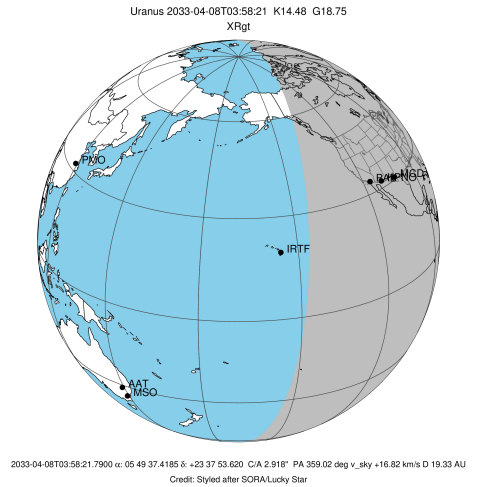 Uranus 2033-04-08T03:58:21 K14.48 G18.75
XRgt
PMO
MSO
IRTF
AAT
MSO
2033-04-08T03:58:21.7900 α: 05 49 37.4185 δ: +23 37 53.620 C/A 2.918" PA 359.02 deg v_sky +16.82 km/s D 19.33 AU
Credit: Styled after SORA/Lucky Star